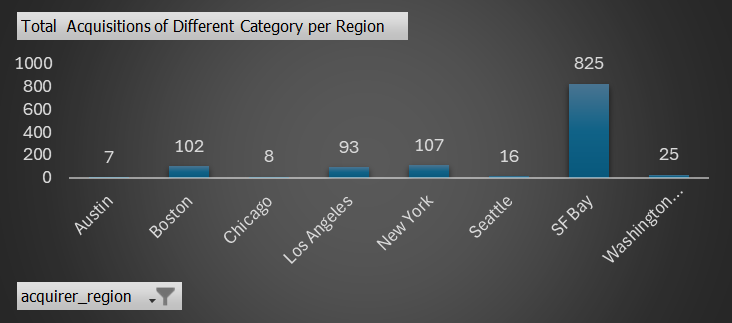 Total Acquisitions of Different Category per Region
1000
800
600
400
200
0
7
102
8
93
107
16
825
25
Austin
Boston
Chicago
Los Angeles
New York
Seattle
SF Bay
Washington...
acquirer_region